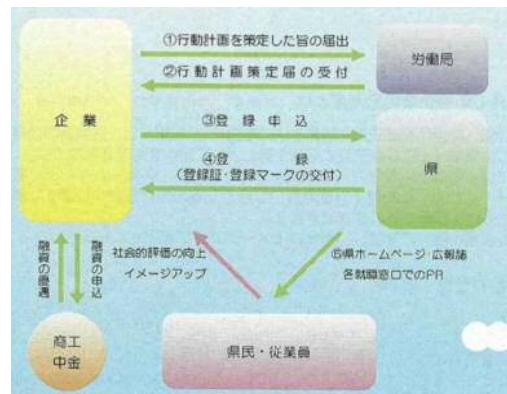 ①行動計画を策定した旨の届出
労働局
②行動計画策定届の受付
企業
③登録申込
④登録
(登録証・登録マークの交付)
県
融資の優遇
融資の申込
社会的評価の向上
イメージアップ
⑤県ホームページ・広報誌
各就職窓口でのPR
商工
中金
県民・従業員